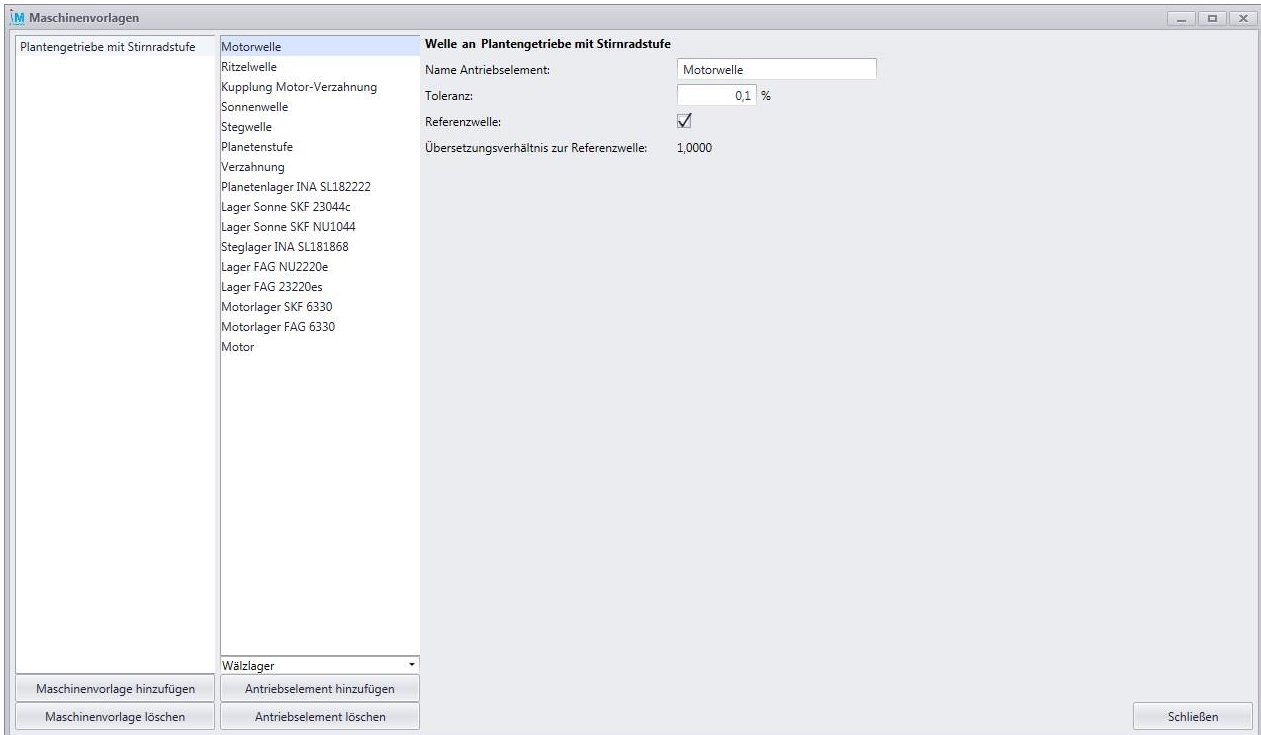 Maschinenvorlagen
Plantengetriebe mit Stirnradstufe
Motorwelle
Ritzelwelle
Kupplung Motor-Verzahnung
Sonnenwelle
Stegwelle
Planetenstufe
Verzahnung
Planetenlager INA SL182222
Lager Sonne SKF 23044c
Lager Sonne SKF NU1044
Steglager INA SL181868
Lager FAG NU2220e
Lager FAG 23220es
Motorlager SKF 6330
Motorlager FAG 6330
Motor
Wälzlager
Maschinenvorlage hinzufügen
Antriebselement hinzufügen
Maschinenvorlage löschen
Antriebselement löschen
Welle an Plantengetriebe mit Stirnradstufe
Name Antriebselement: Motorwelle
Toleranz: 0,1 %
Referenzwelle:
Übersetzungsverhältnis zur Referenzwelle: 1,0000
Schließen